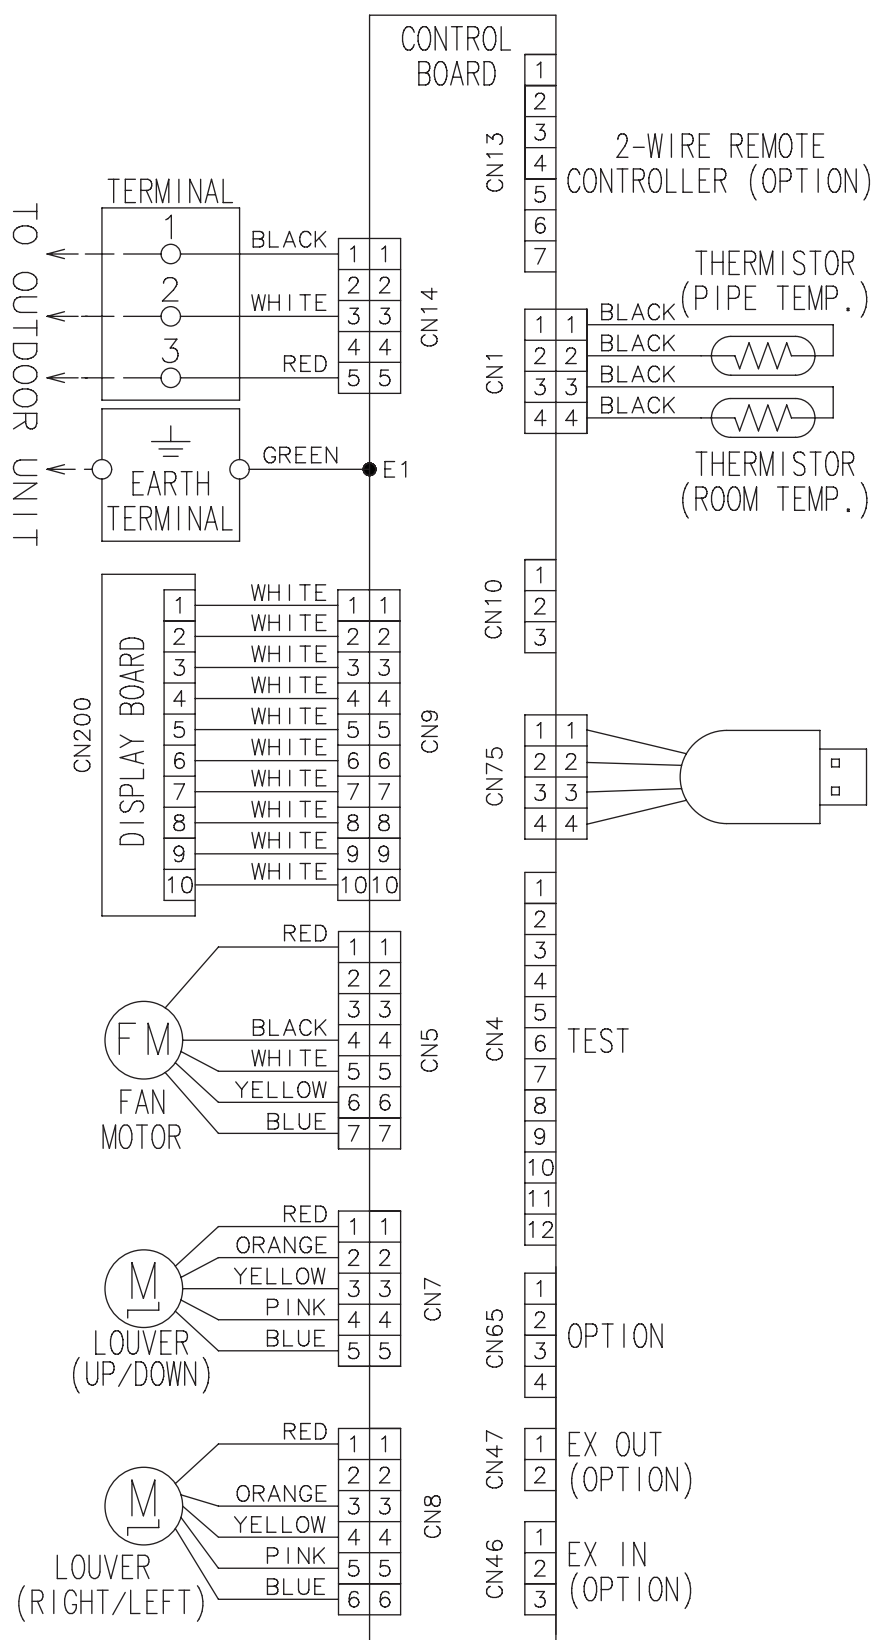 CONTROL
BOARD
CN13
1
2
3
4
5
6
7
2-WIRE REMOTE
CONTROLLER (OPTION)
TO OUTDOOR UNIT
TERMINAL
1
2
3
BLACK
WHITE
RED
1 1
2 2
3 3
4 4
5 5
CN14
THERMISTOR
(PIPE TEMP.)
CN1
1 1
2 2
3 3
4 4
BLACK
BLACK
BLACK
BLACK
THERMISTOR
(ROOM TEMP.)
EARTH
TERMINAL
GREEN
E1
CN10
1
2
3
CN200
DISPLAY BOARD
1
2
3
4
5
6
7
8
9
10
WHITE
WHITE
WHITE
WHITE
WHITE
WHITE
WHITE
WHITE
WHITE
WHITE
1 1
2 2
3 3
4 4
5 5
6 6
7 7
8 8
9 9
10 10
CN9
CN75
1 1
2 2
3 3
4 4
FM
FAN
MOTOR
RED
BLACK
WHITE
YELLOW
BLUE
1 1
2 2
3 3
4 4
5 5
6 6
7 7
CN5
CN4
1
2
3
4
5
6
7
8
9
10
11
12
TEST
M
LOUVER
(UP/DOWN)
RED
ORANGE
YELLOW
PINK
BLUE
1 1
2 2
3 3
4 4
5 5
CN7
CN65
1
2
3
4
OPTION
M
LOUVER
(RIGHT/LEFT)
RED
ORANGE
YELLOW
PINK
BLUE
1 1
2 2
3 3
4 4
5 5
6 6
CN8
CN47
1
2
EX OUT
(OPTION)
CN46
1
2
3
EX IN
(OPTION)